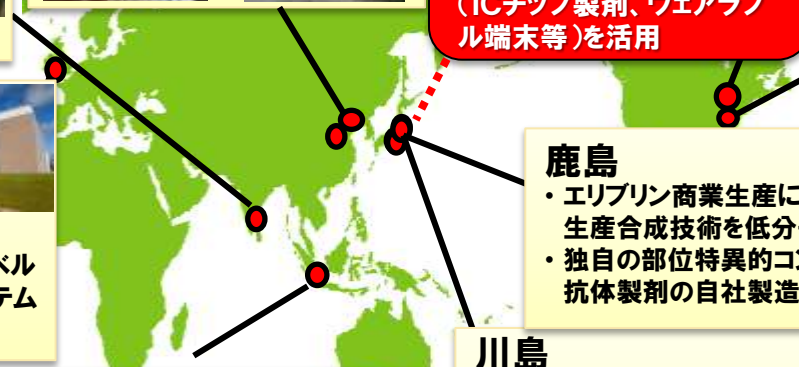 (ICチップ製剤、ウェアラブ
ル端末等)を活用
鹿島
・エリブリン商業生産に
生産合成技術を低分
・独自の部位特異的コン
抗体製剤の自社製造
ベル
テム
川島